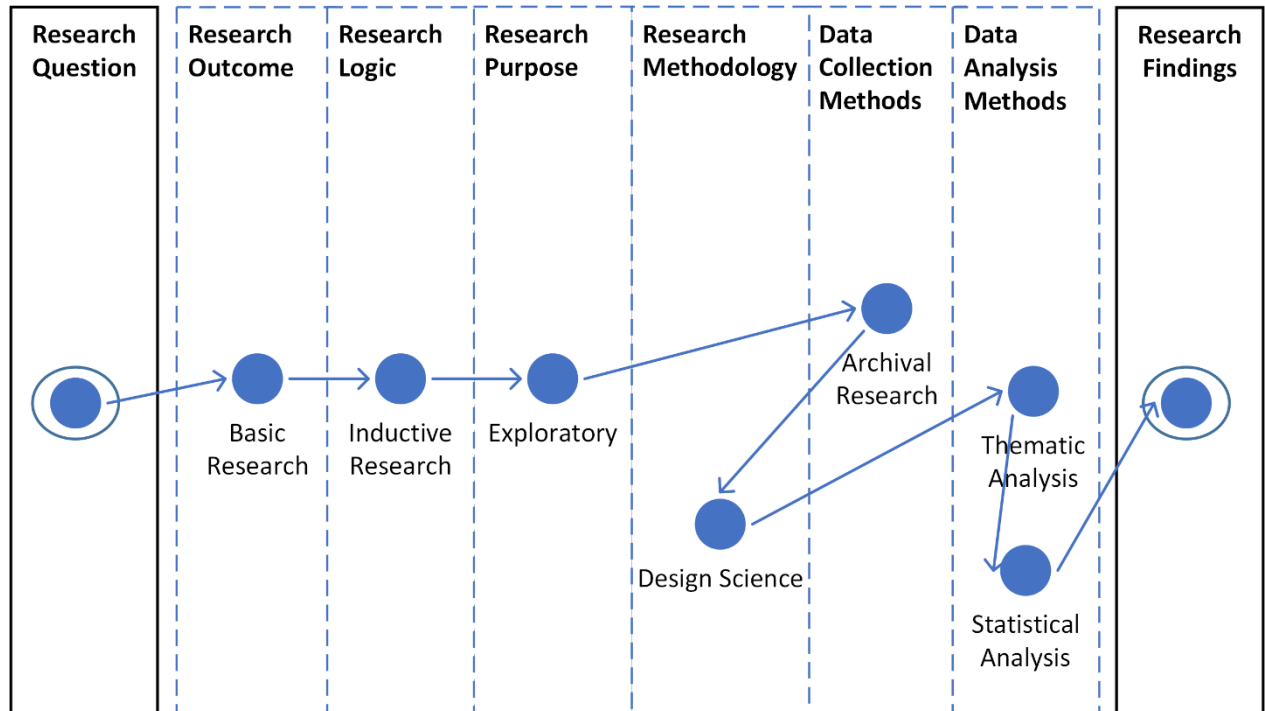 Research
Question
Research
Outcome
Research
Logic
Research
Purpose
Research
Methodology
Data
Collection
Methods
Data
Analysis
Methods
Research
Findings
Archival
Research
Basic
Research
Inductive
Research
Exploratory
Thematic
Analysis
Design Science
Statistical
Analysis